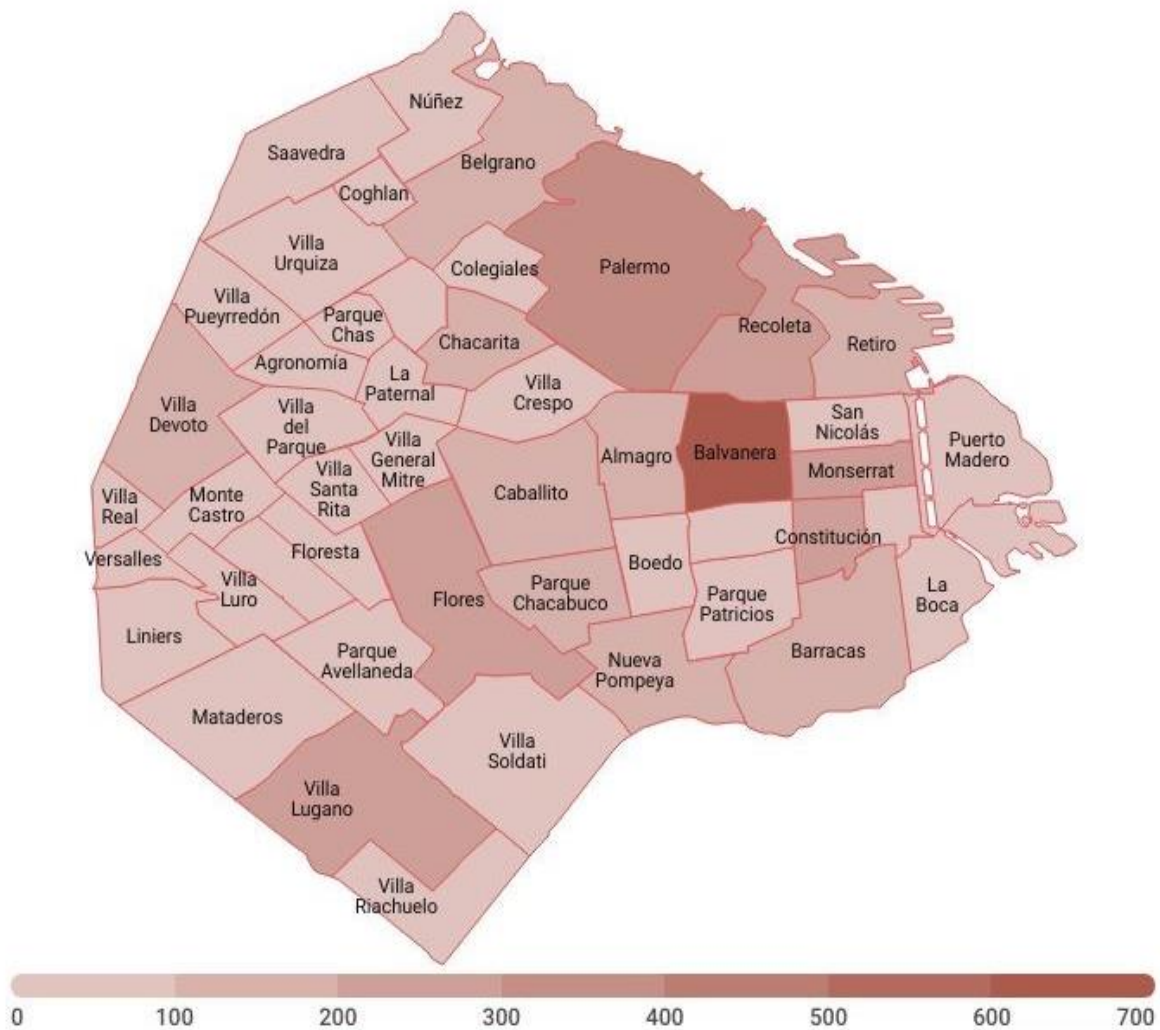 Núñez
Saavedra
Belgrano
Coghlan
Villa
Urquiza
Colegiales
Palermo
Villa
Pueyrredón
Parque
Chas
Chacarita
Recoleta
Retiro
Agronomía
La
Paternal
Villa
Crespo
Villa
Devoto
Villa
del
Parque
San
Nicolás
Puerto
Madero
Villa
General
Mitre
Almagro
Balvanera
Monserrat
Villa
Santa
Rita
Caballito
Villa
Real
Monte
Castro
Constitución
Versalles
Floresta
Boedo
Villa
Luro
Flores
Parque
Chacabuco
Parque
Patricios
La
Boca
Liniers
Parque
Avellaneda
Nueva
Pompeya
Barracas
Mataderos
Villa
Soldati
Villa
Lugano
Villa
Riachuelo
0 100 200 300 400 500 600 700